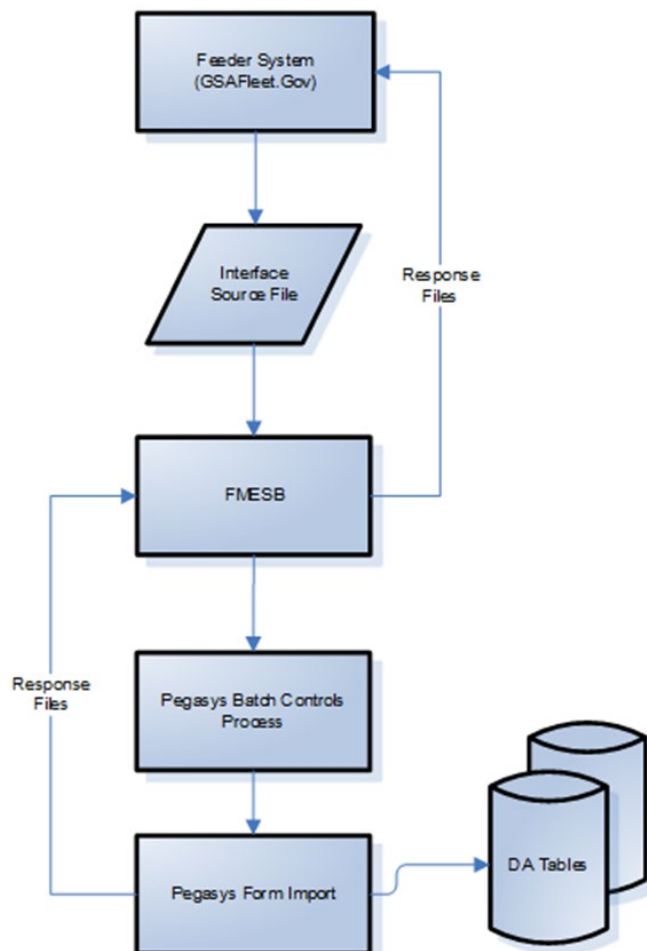 Feeder System
(GSAFleet.Gov)
Interface
Source File
Response
Files
FMESB
Pegasys Batch Controls
Process
Response
Files
Pegasys Form Import
DA Tables